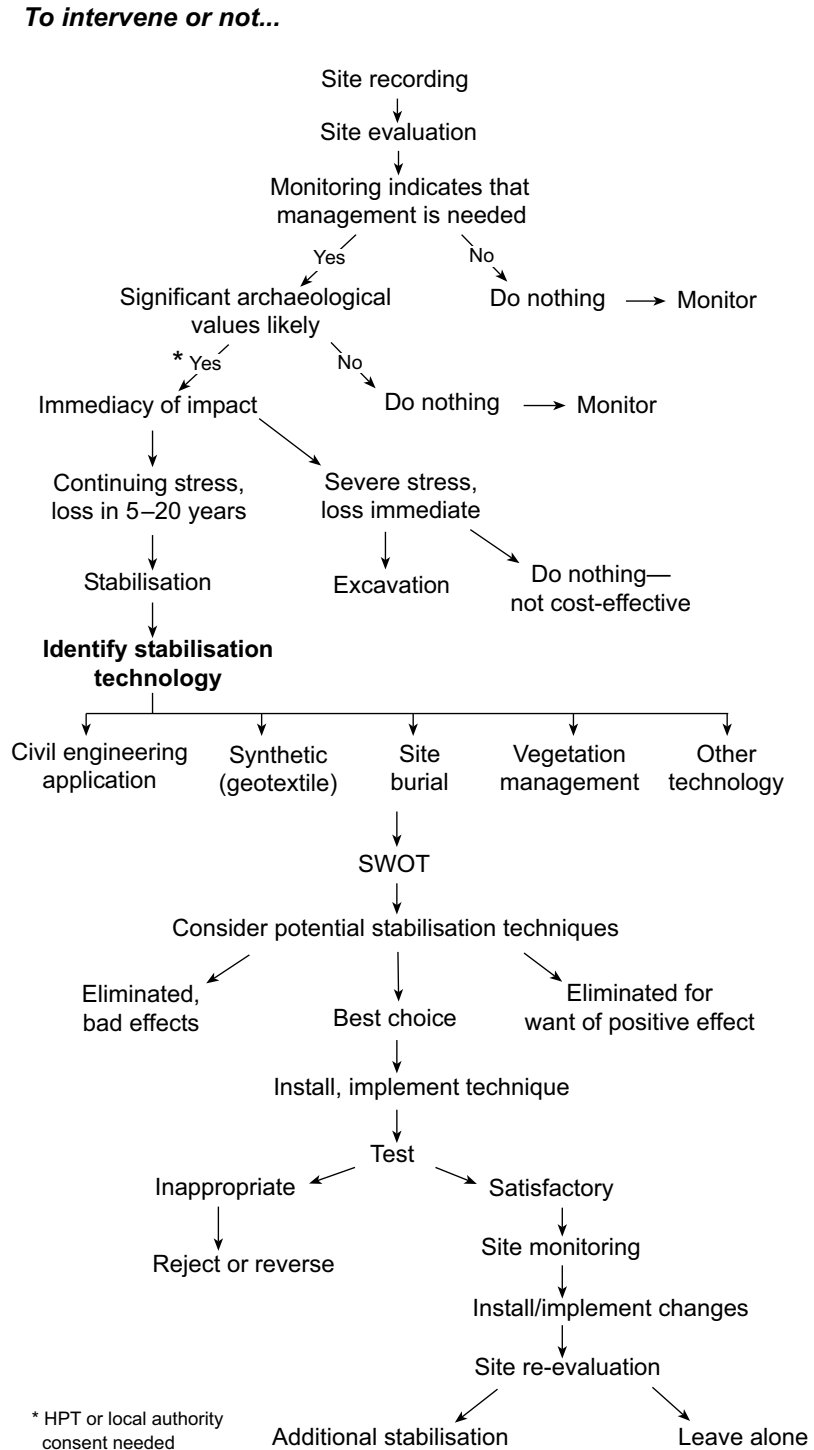 To intervene or not...
Site recording
Site evaluation
Monitoring indicates that
management is needed
Yes
No
Significant archaeological
values likely
Do nothing
Monitor
* Yes
No
Immediacy of impact
Do nothing
Monitor
Continuing stress,
loss in 5–20 years
Severe stress,
loss immediate
Stabilisation
Excavation
Do nothing—
not cost-effective
Identify stabilisation
technology
Civil engineering
application
Synthetic
(geotextile)
Site
burial
Vegetation
management
Other
technology
SWOT
Consider potential stabilisation techniques
Eliminated,
bad effects
Best choice
Eliminated for
want of positive effect
Install, implement technique
Test
Inappropriate
Satisfactory
Reject or reverse
Site monitoring
Install/implement changes
Site re-evaluation
Additional stabilisation
Leave alone
* HPT or local authority
consent needed